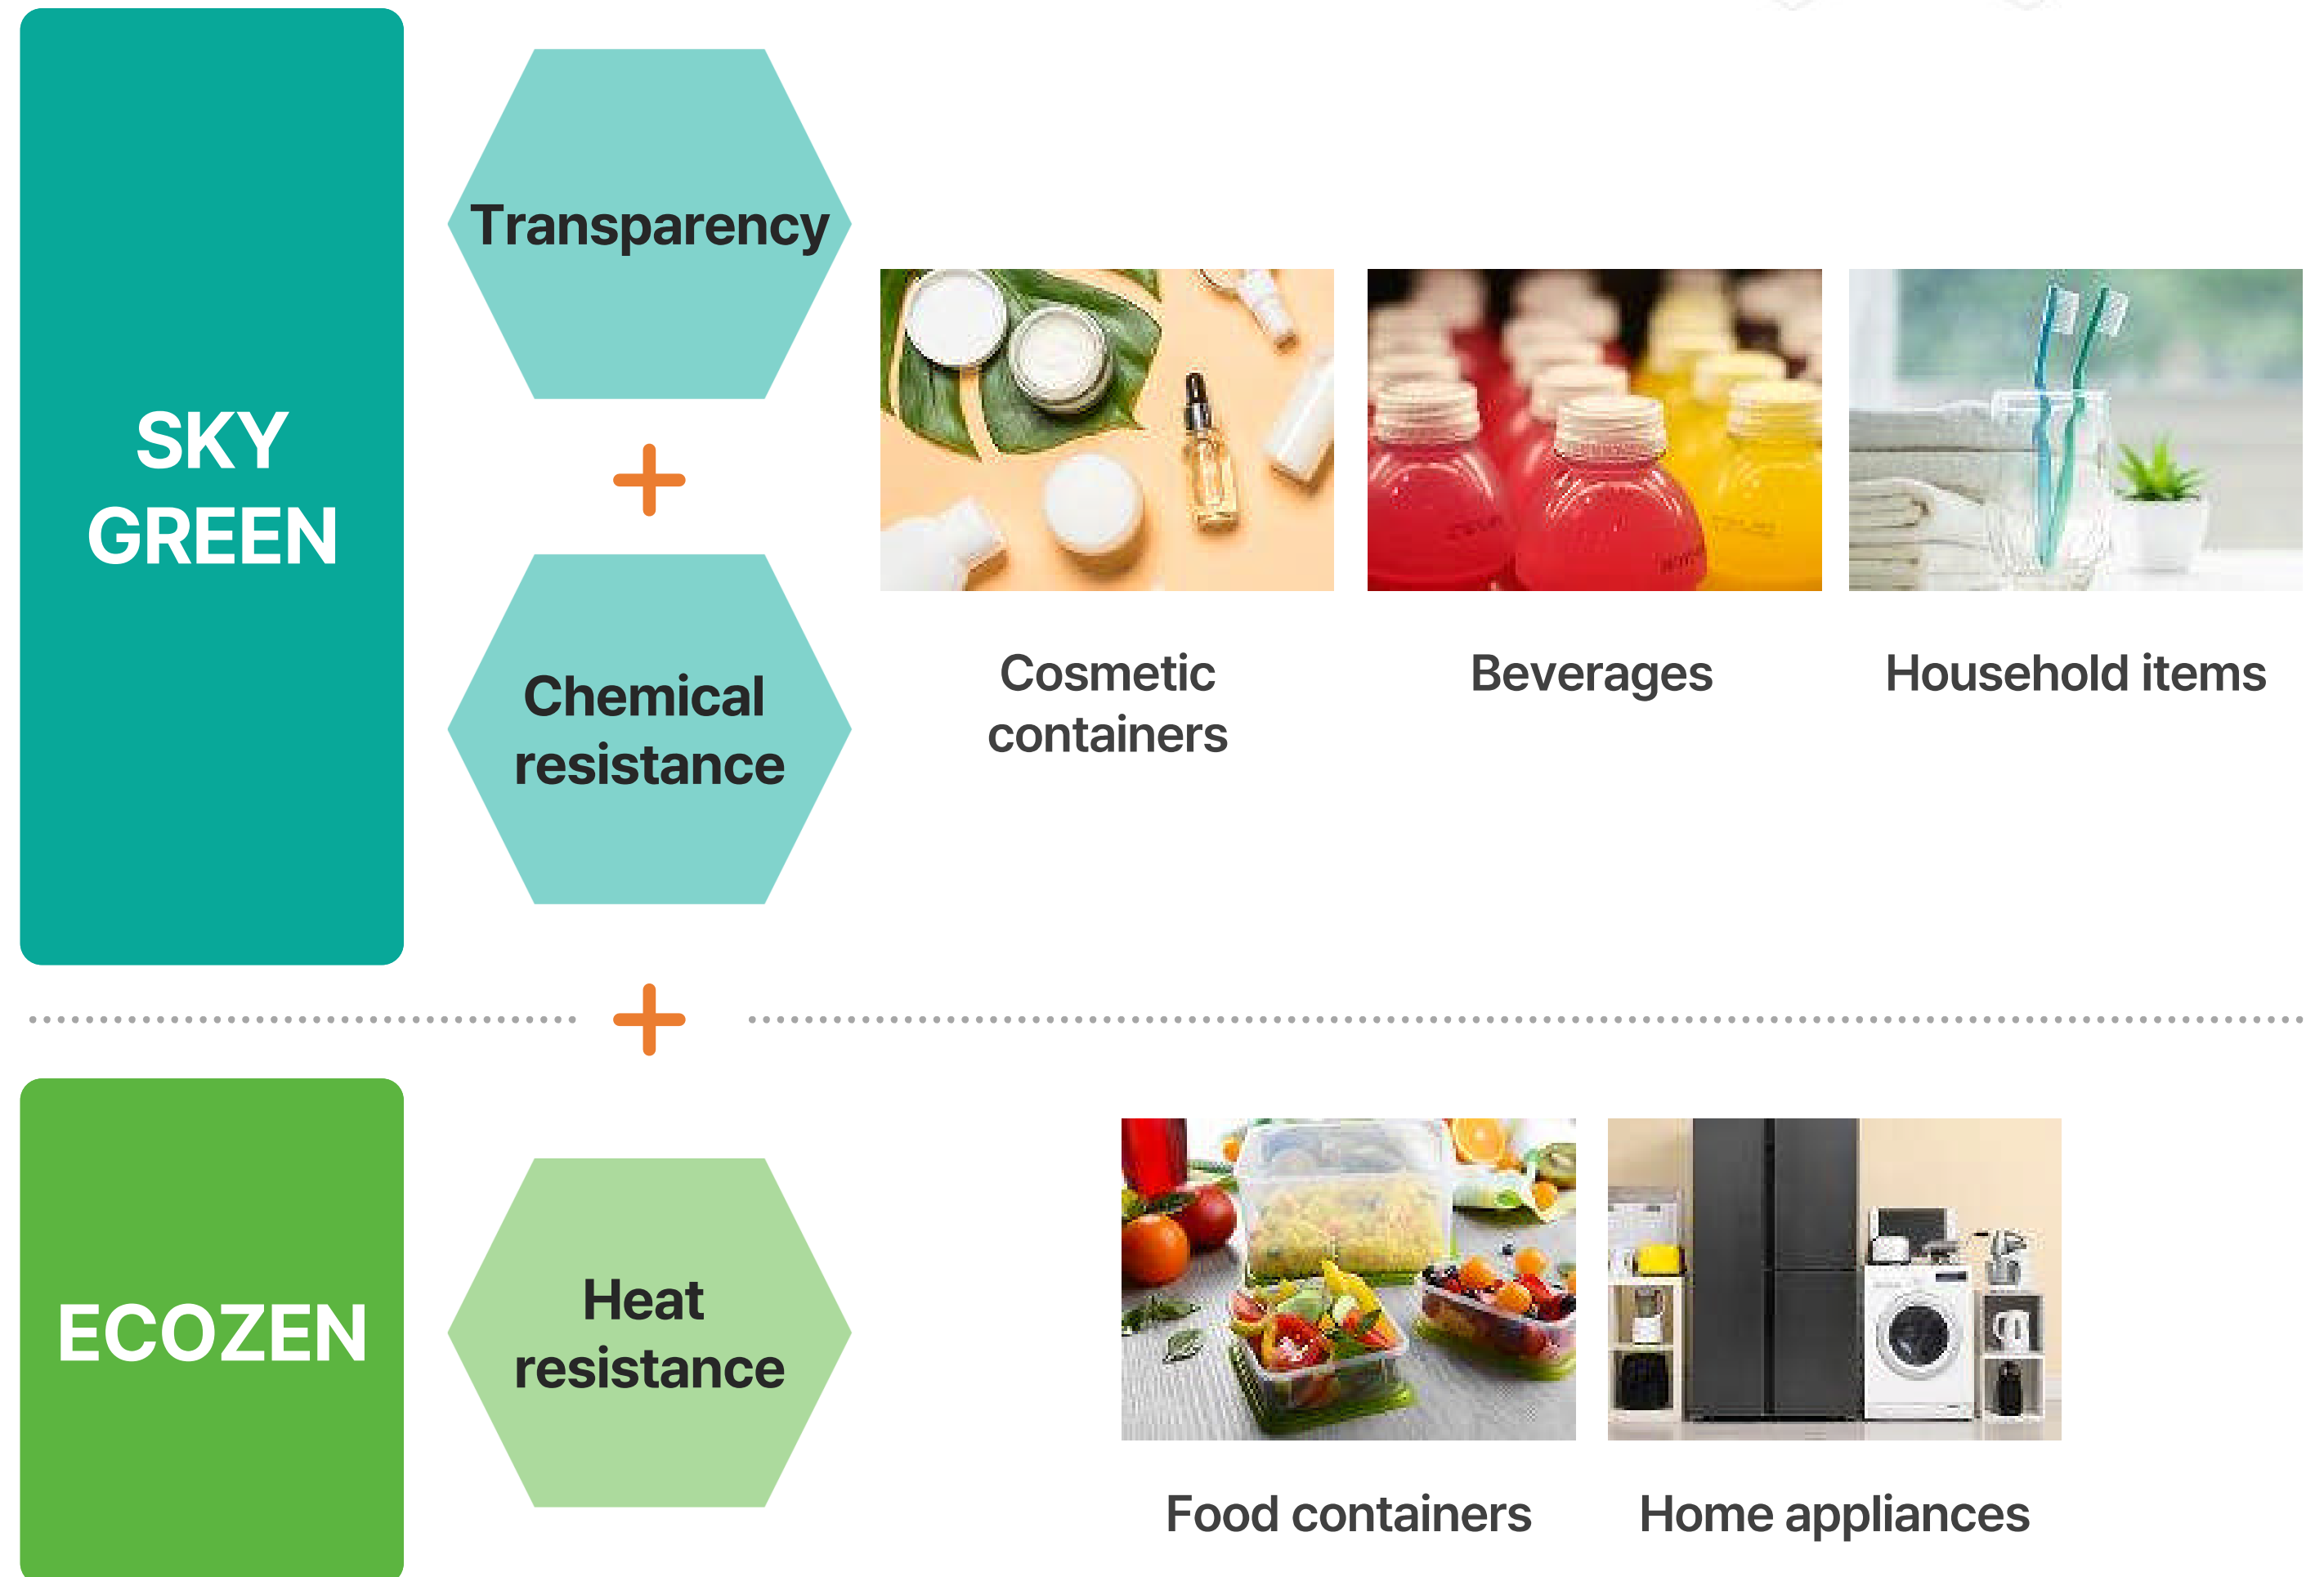 SKY
GREEN
Transparency
Chemical
resistance
Cosmetic
containers
Beverages
Household items
ECOZEN
Heat
resistance
Food containers
Home appliances